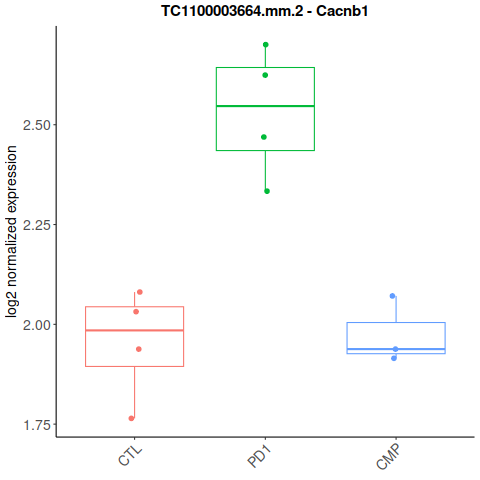 TC1100003664.mm.2 - Cacnb1
log2 normalized expression
2.50
2.25
2.00
1.75
CTL
PD1
CMP